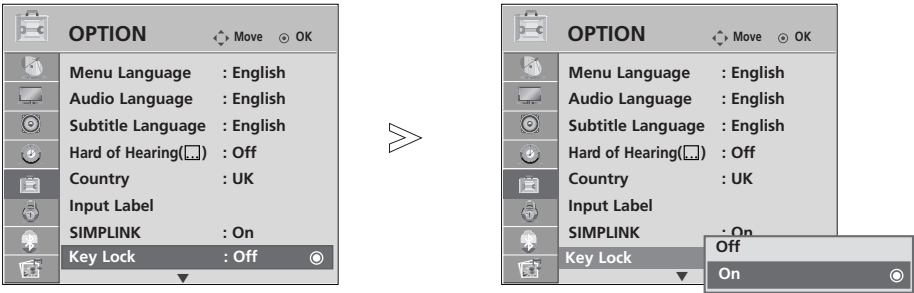 OPTION Move OK
Menu Language : English
Audio Language : English
Subtitle Language : English
Hard of Hearing( ) : Off
Country : UK
Input Label
SIMPLINK : On
Key Lock : Off
OPTION Move OK
Menu Language : English
Audio Language : English
Subtitle Language : English
Hard of Hearing( ) : Off
Country : UK
Input Label
SIMPLINK : On
Key Lock
Off
On